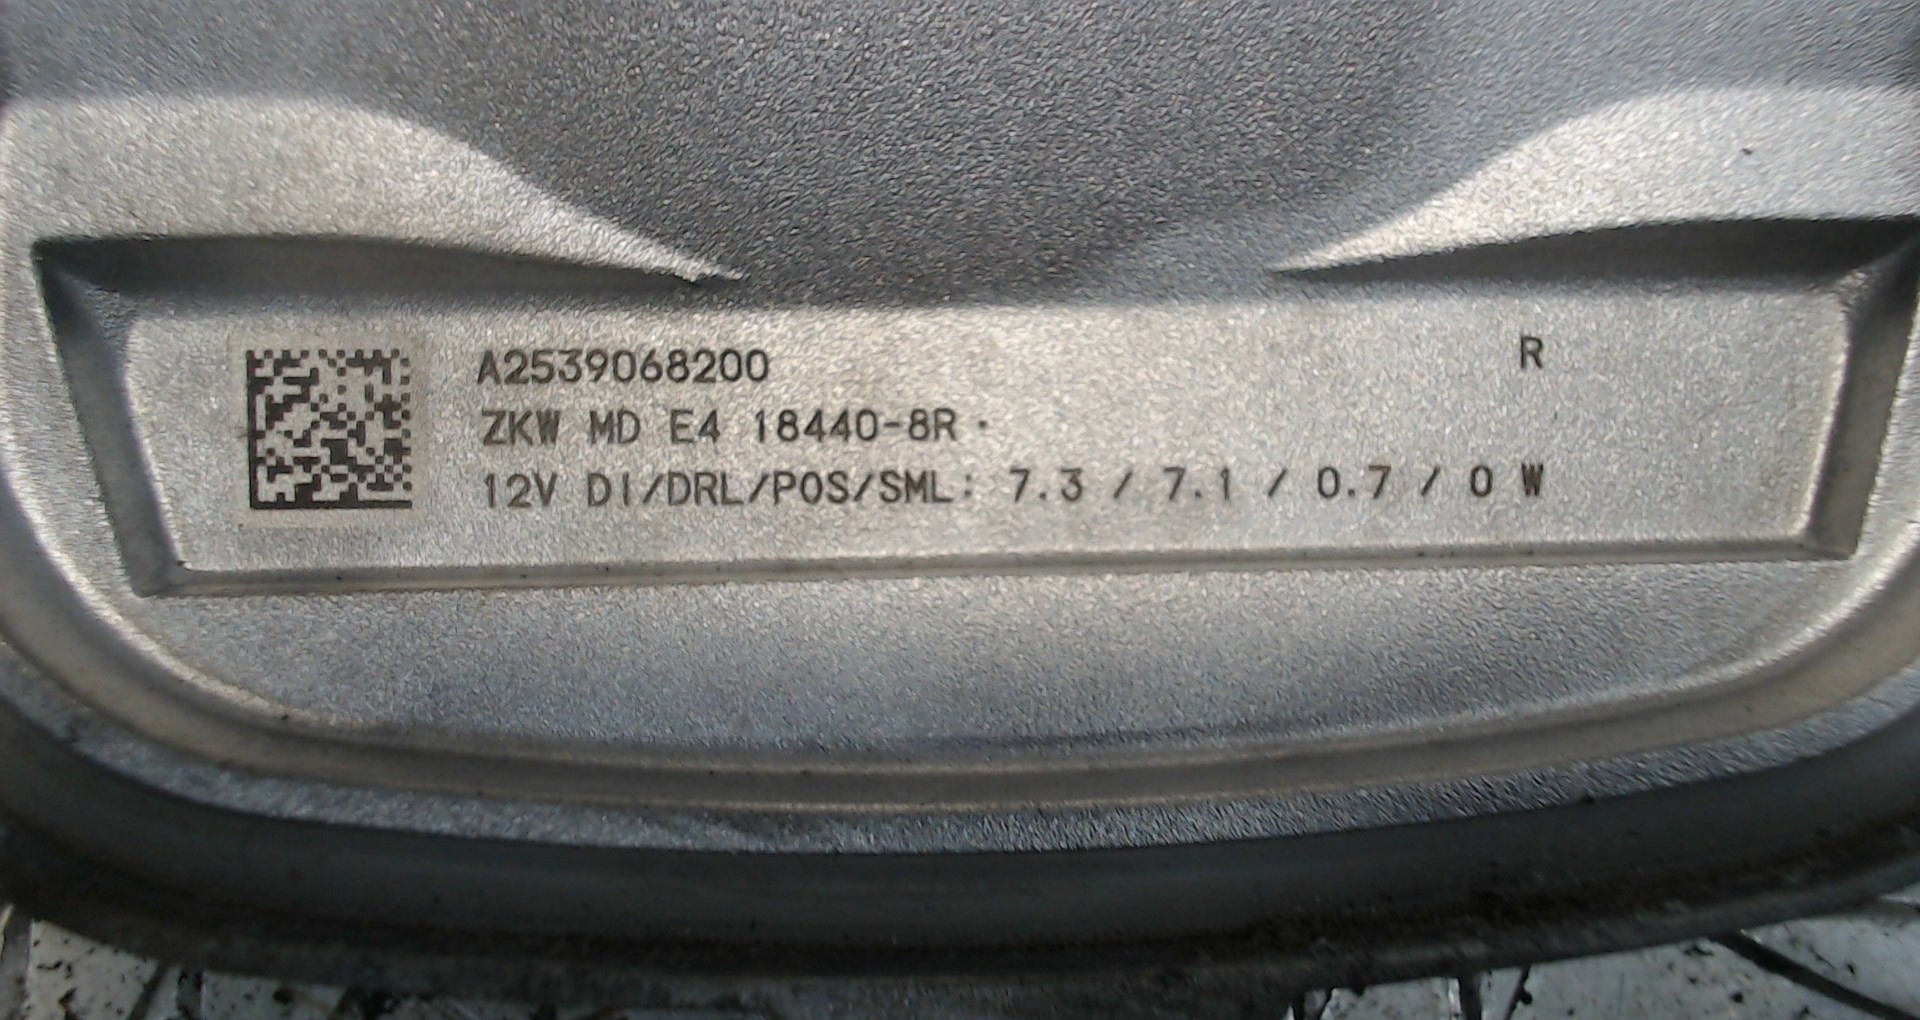 A2539068200 R
ZKW MD E4 18440-8R
12V DI/DRL/POS/SML: 7.3 / 7.1 / 0.7 / 0 W